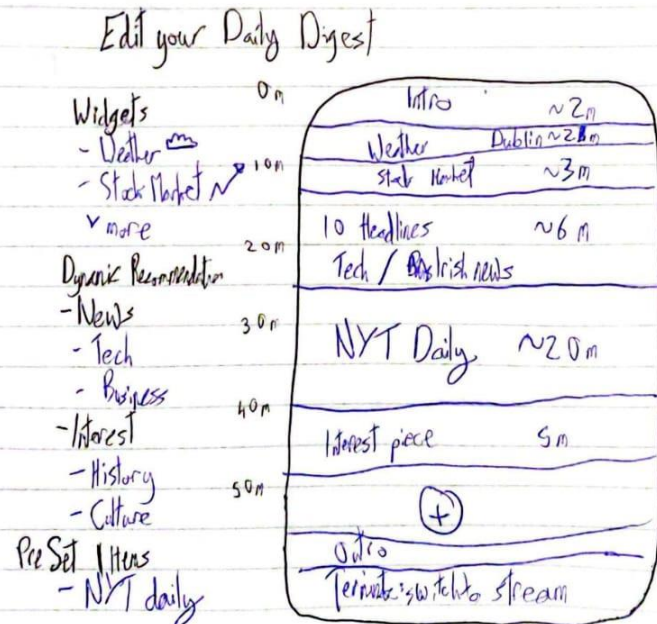 Edit your Daily Digest
Widgets
- Weather
- Stock Market
v more
Dynamic Recommendation
- News
- Tech
- Business
- Interest
- History
- Culture
Pre Set Items
- NYT daily
0m
10m
20m
30m
40m
50m
Intro ~2m
Weather Dublin ~2m
Stock Market ~3m
10 Headlines ~6m
Tech / Irish news
NYT Daily ~20m
Interest piece 5m
+
Outro
switch to stream